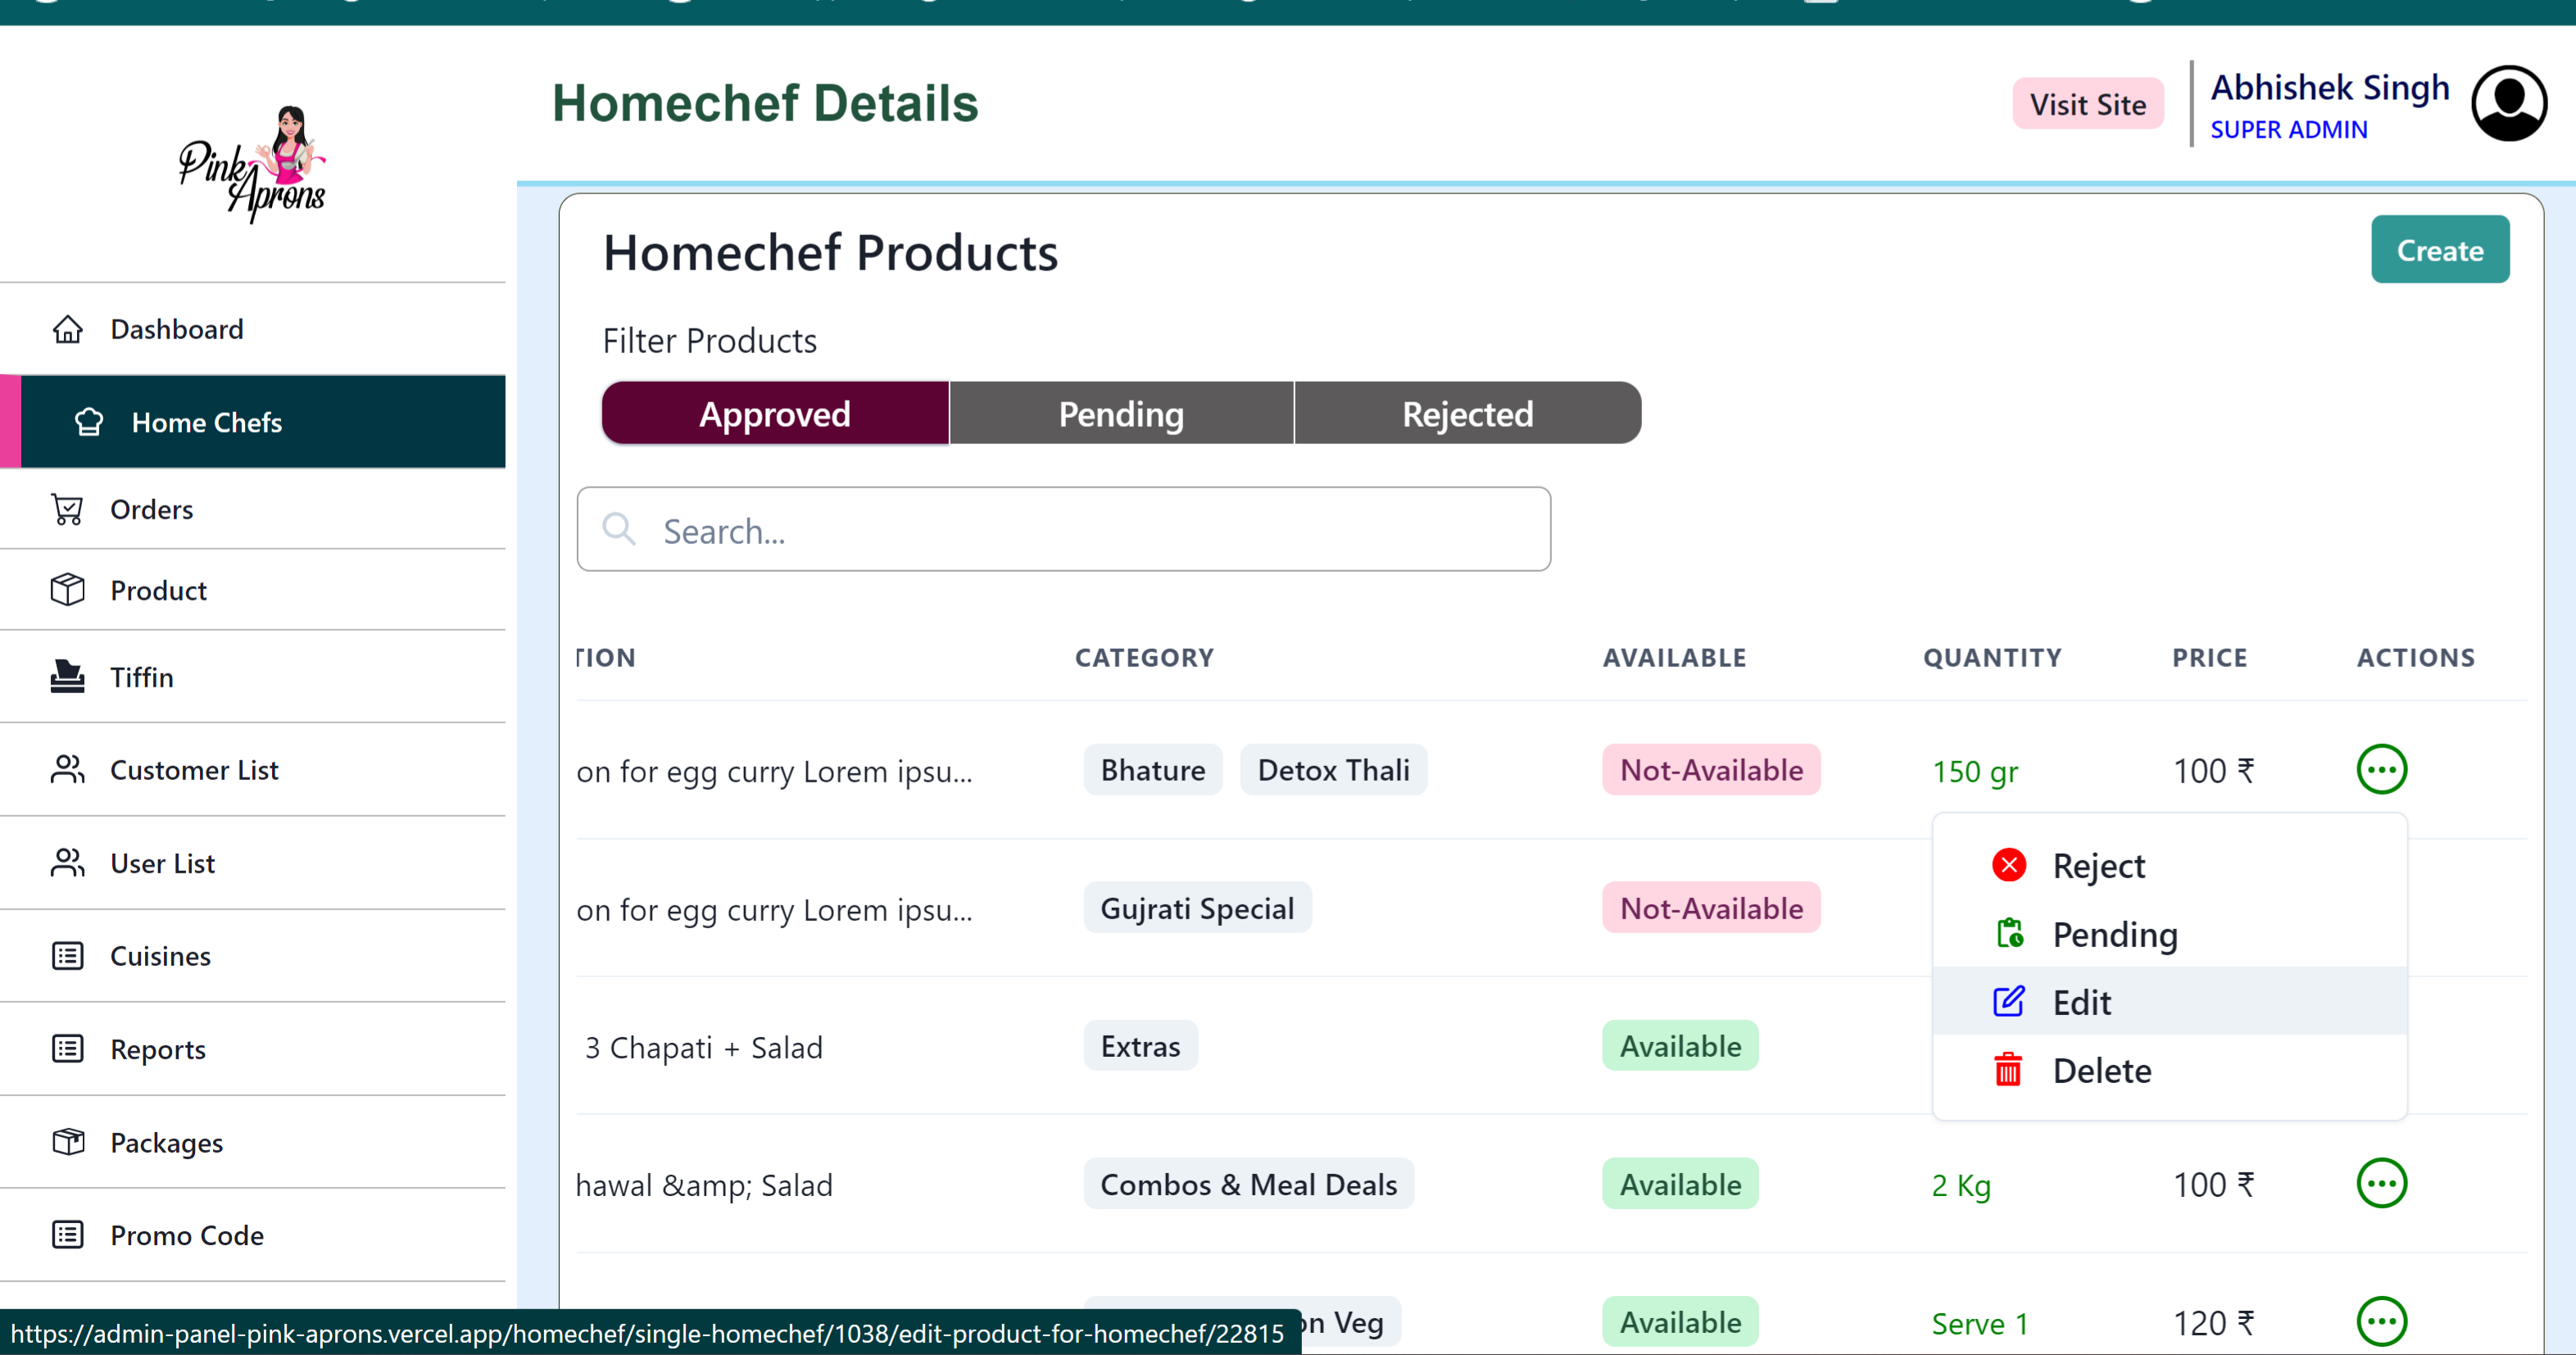 Homechef Details
Visit Site
Abhishek Singh
SUPER ADMIN
Pink Aprons
Dashboard
Home Chefs
Orders
Product
Tiffin
Customer List
User List
Cuisines
Reports
Packages
Promo Code
Homechef Products
Create
Filter Products
Approved Pending Rejected
Search...
TION CATEGORY AVAILABLE QUANTITY PRICE ACTIONS
on for egg curry Lorem ipsu... Bhature Detox Thali Not-Available 150 gr 100 ₹
on for egg curry Lorem ipsu... Gujrati Special Not-Available
3 Chapati + Salad Extras Available
hawal &amp;amp; Salad Combos & Meal Deals Available 2 Kg 100 ₹
on Veg Available Serve 1 120 ₹
Reject
Pending
Edit
Delete
https://admin-panel-pink-aprons.vercel.app/homechef/single-homechef/1038/edit-product-for-homechef/22815